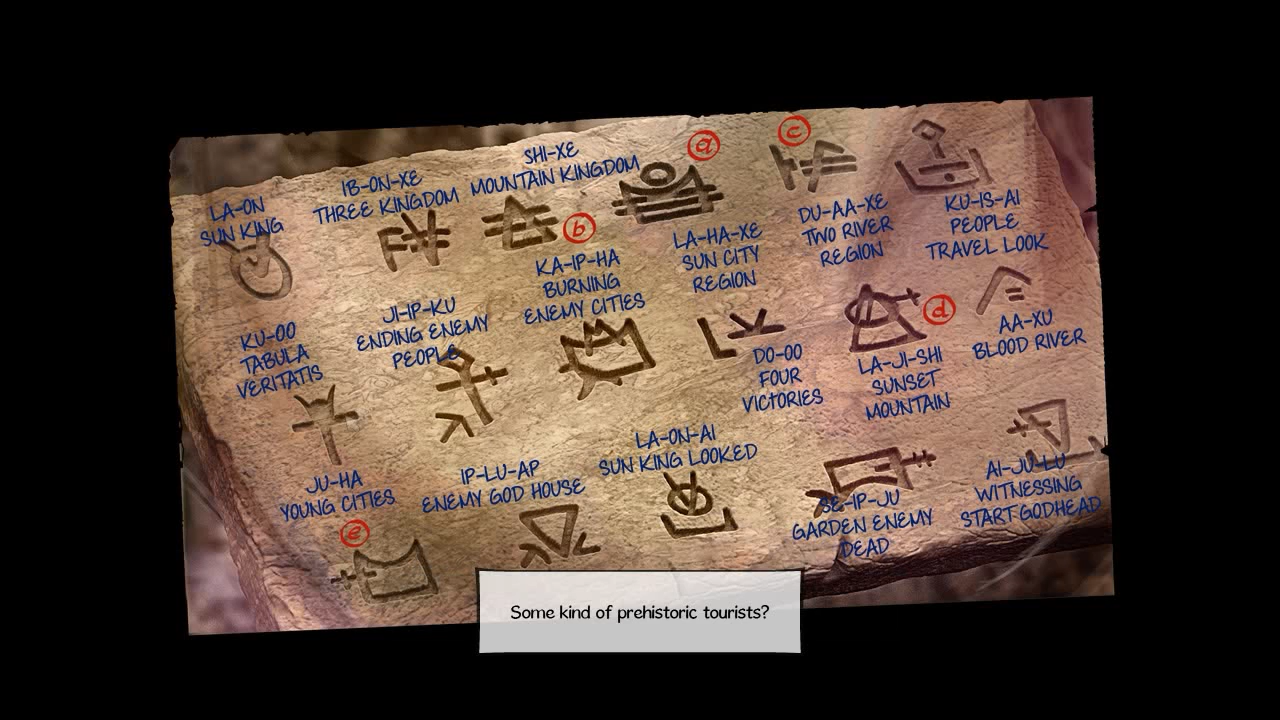 LA-ON
SUN KING
IB-ON-XE
THREE KINGDOM
SHI-XE
MOUNTAIN KINGDOM
a
c
b
LA-HA-XE
SUN CITY
REGION
DU-AA-XE
TWO RIVER
REGION
KU-IS-AI
PEOPLE
TRAVEL LOOK
KU-OO
TABULA
VERITATIS
JI-IP-KU
ENDING ENEMY
PEOPLE
KA-IP-HA
BURNING
ENEMY CITIES
DO-OO
FOUR
VICTORIES
d
LA-JI-SHI
SUNSET
MOUNTAIN
AA-XU
BLOOD RIVER
JU-HA
YOUNG CITIES
e
IP-LU-AP
ENEMY GOD HOUSE
LA-ON-AI
SUN KING LOOKED
SE-IP-JU
GARDEN ENEMY
DEAD
AI-JU-LU
WITNESSING
START GODHEAD
Some kind of prehistoric tourists?